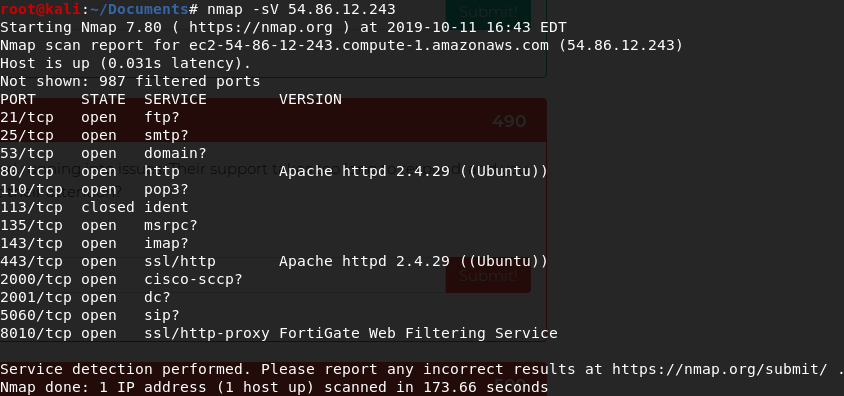 root@kali:~/Documents# nmap -sV 54.86.12.243
Starting Nmap 7.80 ( https://nmap.org ) at 2019-10-11 16:43 EDT
Nmap scan report for ec2-54-86-12-243.compute-1.amazonaws.com (54.86.12.243)
Host is up (0.031s latency).
Not shown: 987 filtered ports
PORT     STATE  SERVICE        VERSION
21/tcp   open   ftp?
25/tcp   open   smtp?
53/tcp   open   domain?
80/tcp   open   http           Apache httpd 2.4.29 ((Ubuntu))
110/tcp  open   pop3?
113/tcp  closed ident
135/tcp  open   msrpc?
143/tcp  open   imap?
443/tcp  open   ssl/http       Apache httpd 2.4.29 ((Ubuntu))
2000/tcp open   cisco-sccp?
2001/tcp open   dc?
5060/tcp open   sip?
8010/tcp open   ssl/http-proxy FortiGate Web Filtering Service
Service detection performed. Please report any incorrect results at https://nmap.org/submit/ .
Nmap done: 1 IP address (1 host up) scanned in 173.66 seconds
Submit!
490
Submit!